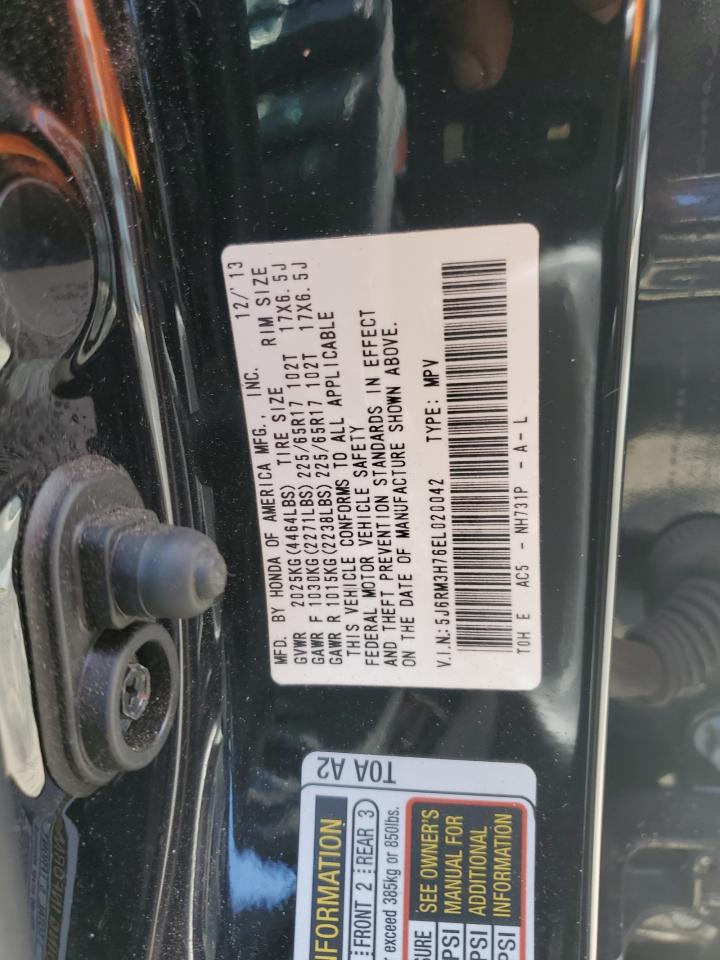 MFD. BY HONDA OF AMERICA MFG., INC. 12/'13
GVWR 2025KG(4464LBS) TIRE SIZE RIM SIZE
GAWR F 1030KG(2271LBS) 225/65R17 102T 17X6.5J
GAWR R 1015KG(2238LBS) 225/65R17 102T 17X6.5J
THIS VEHICLE CONFORMS TO ALL APPLICABLE
FEDERAL MOTOR VEHICLE SAFETY
AND THEFT PREVENTION STANDARDS IN EFFECT
ON THE DATE OF MANUFACTURE SHOWN ABOVE.
V.I.N.: 5J6RM3H76EL020042 TYPE: MPV
TOH E AC5 - NH731P - A - L
T0A A2
INFORMATION
FRONT 2 REAR 3
exceed 385kg or 850lbs.
SEE OWNER'S
MANUAL FOR
ADDITIONAL
INFORMATION
PSI
PSI
PSI